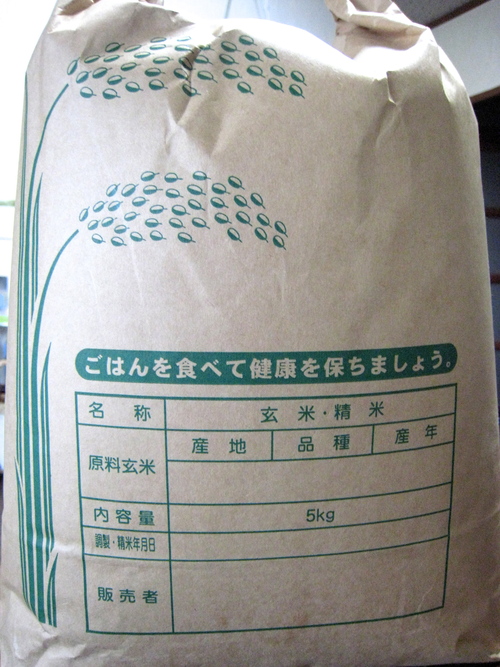 ごはんを食べて健康を保ちましょう。
名 称 玄 米・精 米
原料玄米 産 地 品 種 産 年
内容量 5kg
調製・精米年月日
販売者